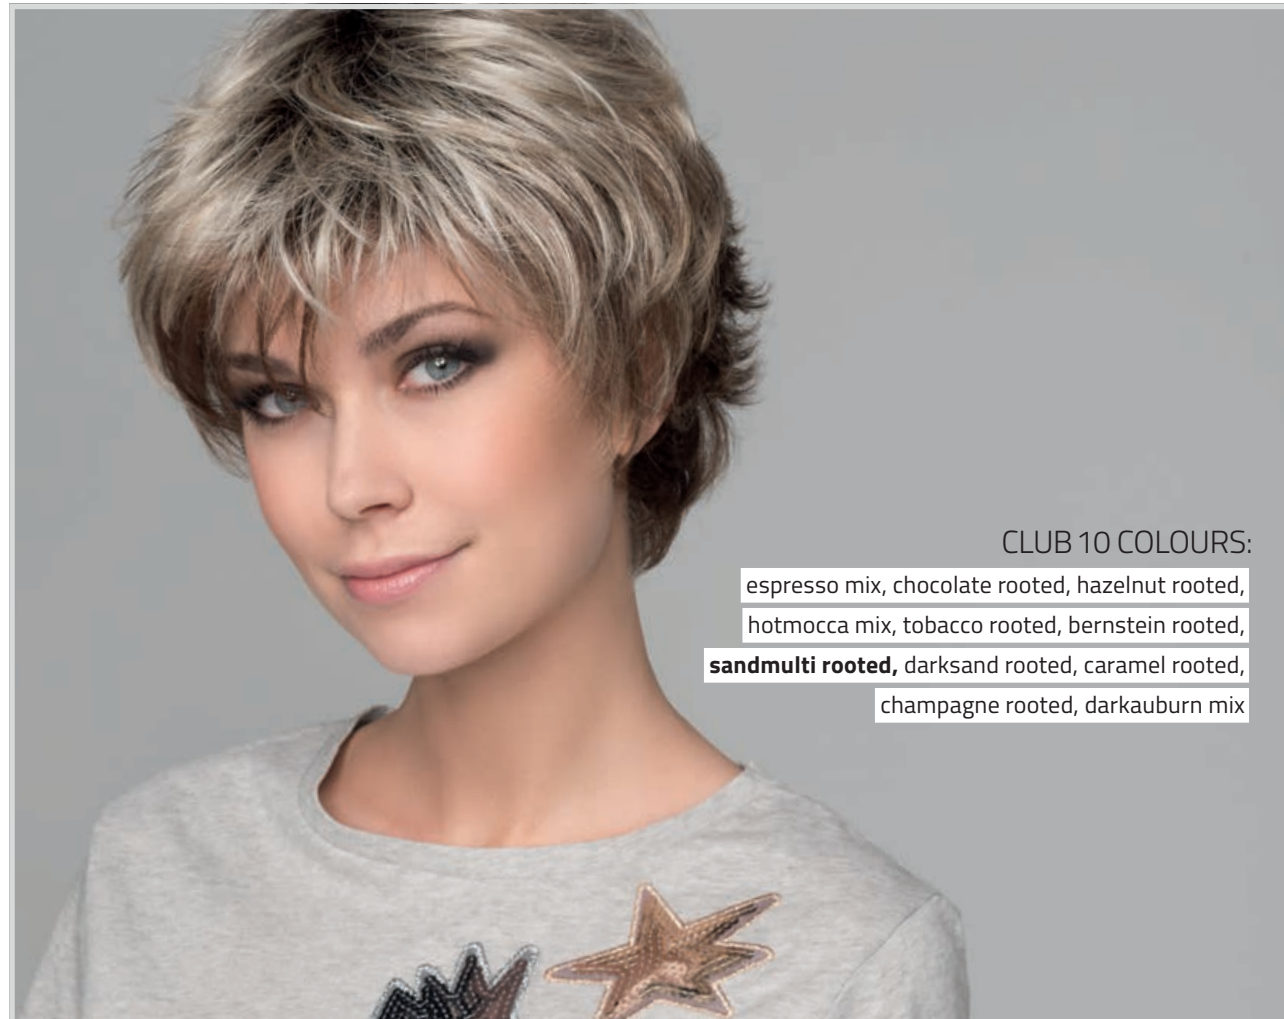 CLUB 10 COLOURS:
espresso mix, chocolate rooted, hazelnut rooted,
hotmocca mix, tobacco rooted, bernstein rooted,
sandmulti rooted, darksand rooted, caramel rooted,
champagne rooted, darkauburn mix